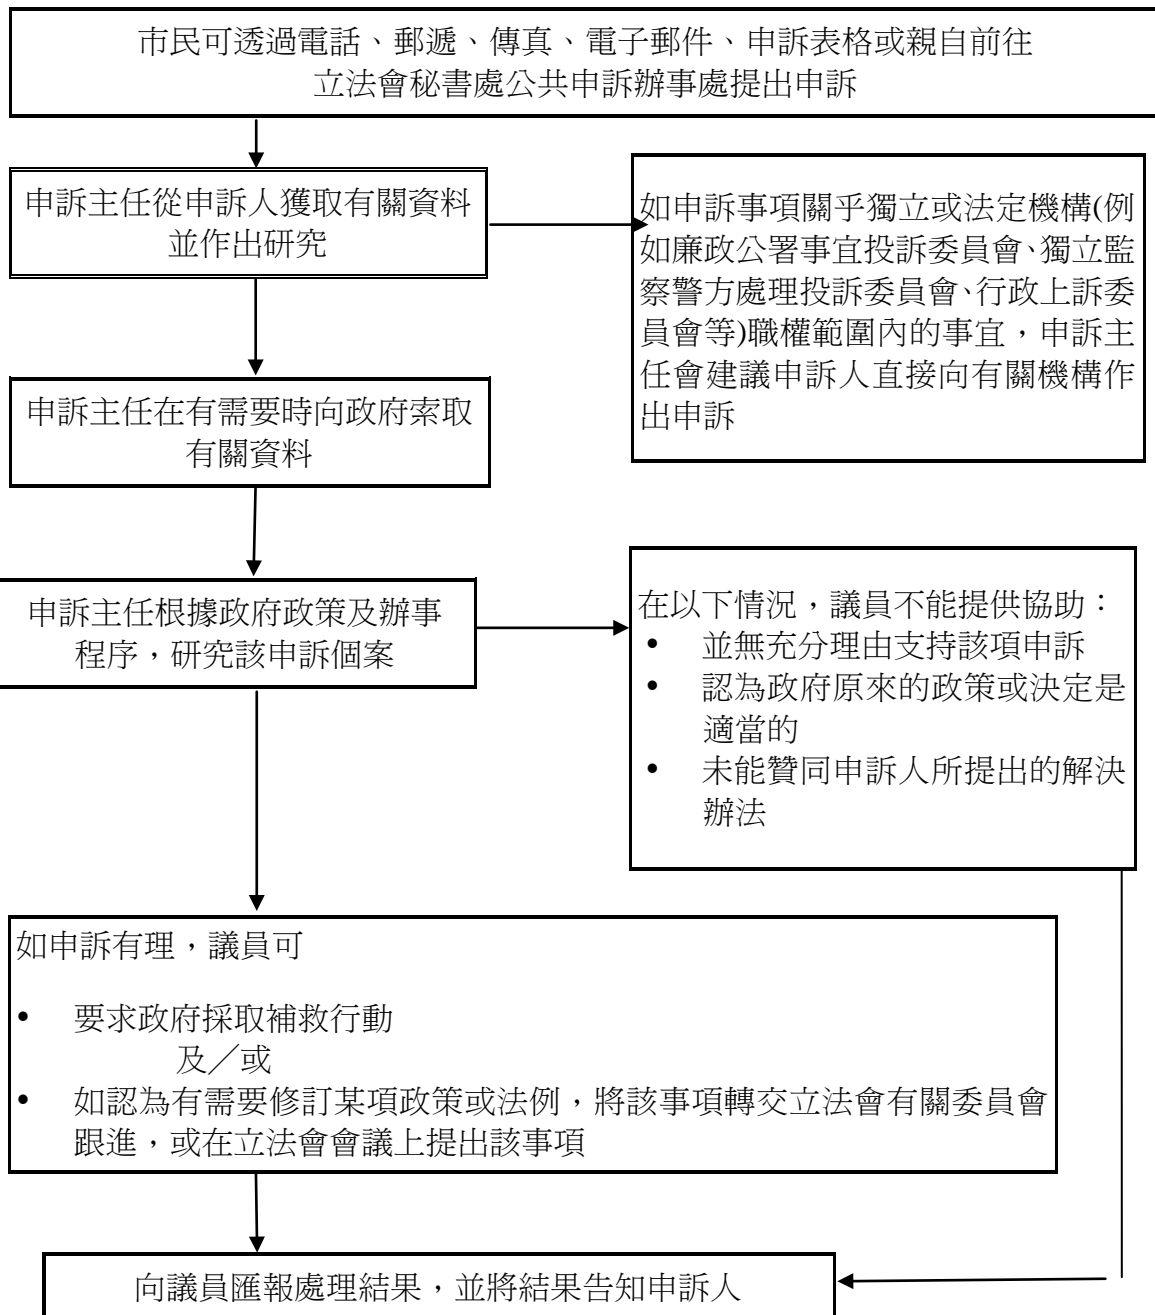 市民可透過電話、郵遞、傳真、電子郵件、申訴表格或親自前往
立法會秘書處公共申訴辦事處提出申訴
申訴主任從申訴人獲取有關資料
並作出研究
如申訴事項關乎獨立或法定機構(例
如廉政公署事宜投訴委員會、獨立監
察警方處理投訴委員會、行政上訴委
員會等)職權範圍內的事宜，申訴主
任會建議申訴人直接向有關機構作
出申訴
申訴主任在有需要時向政府索取
有關資料
申訴主任根據政府政策及辦事
程序，研究該申訴個案
在以下情況，議員不能提供協助：
• 並無充分理由支持該項申訴
• 認為政府原來的政策或決定是
適當的
• 未能贊同申訴人所提出的解決
辦法
如申訴有理，議員可
• 要求政府採取補救行動
及／或
• 如認為有需要修訂某項政策或法例，將該事項轉交立法會有關委員會
跟進，或在立法會會議上提出該事項
向議員匯報處理結果，並將結果告知申訴人